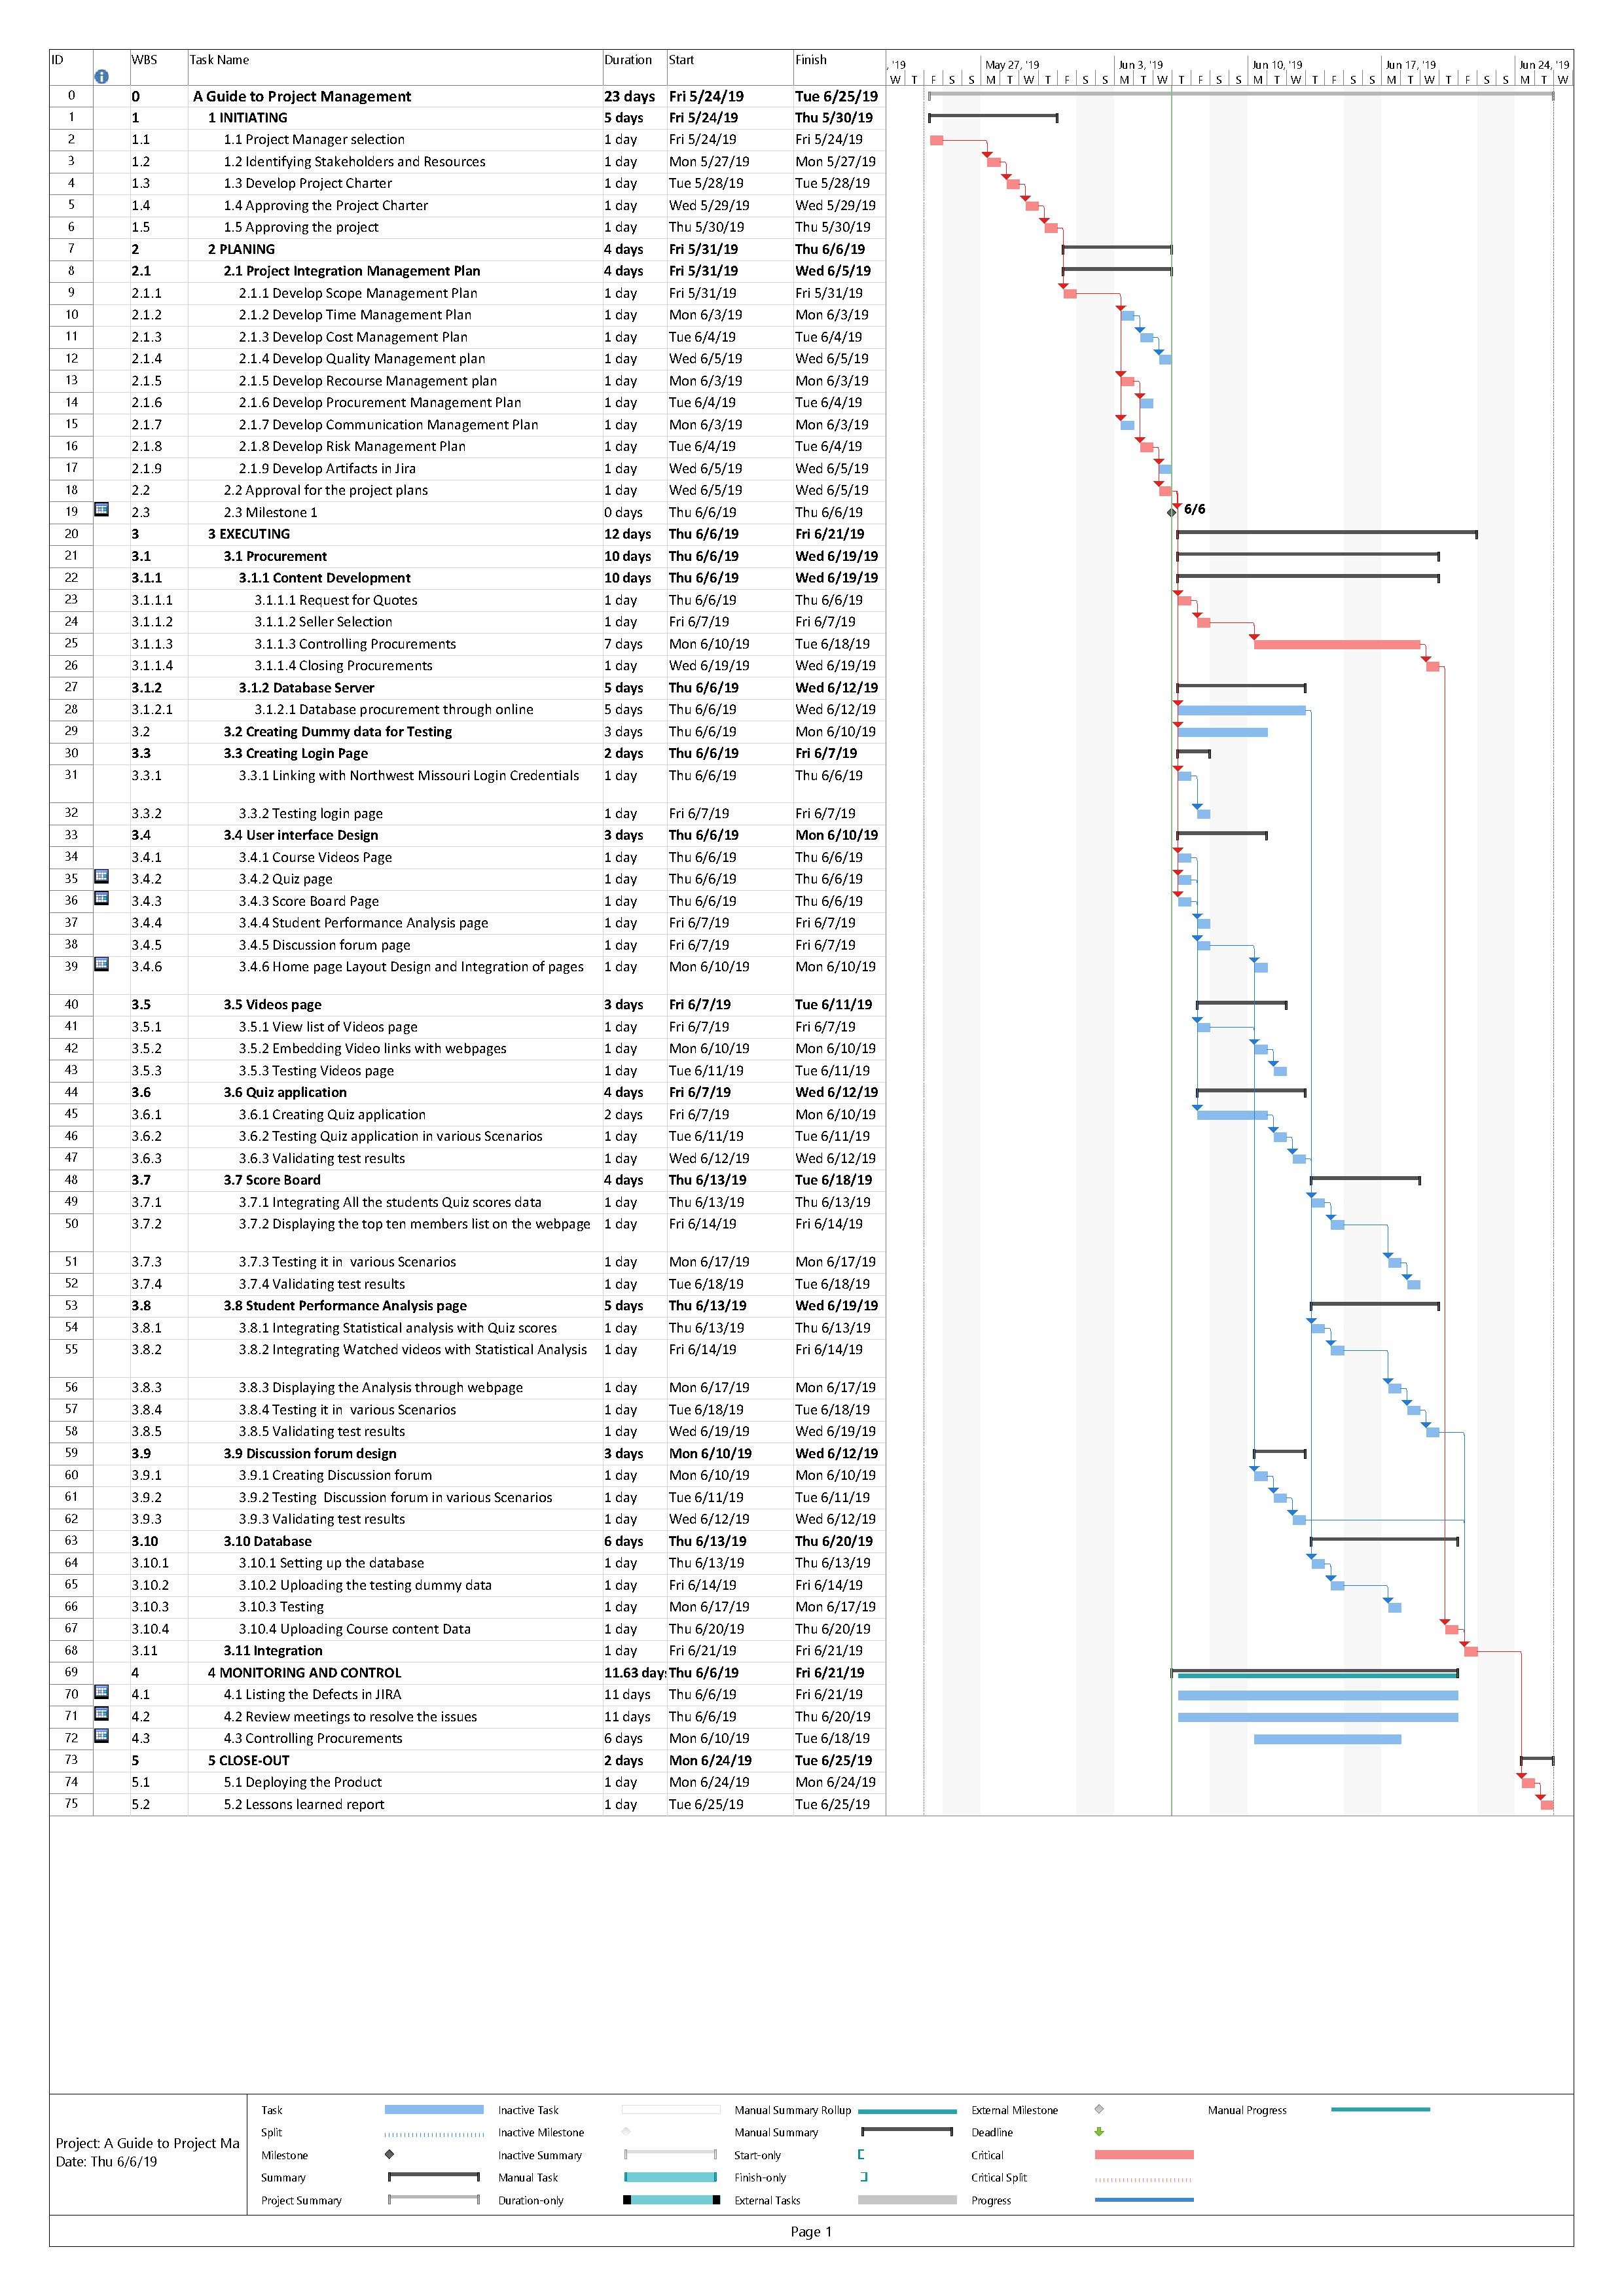 ID WBS Task Name Duration Start Finish , '19 May 27, '19 Jun 3, '19 Jun 10, '19 Jun 17, '19 Jun 24, '19
W T F S S M T W T F S S M T W T F S S M T W T F S S M T W T F S S M T W
0 0 A Guide to Project Management 23 days Fri 5/24/19 Tue 6/25/19
1 1 1 INITIATING 5 days Fri 5/24/19 Thu 5/30/19
2 1.1 1.1 Project Manager selection 1 day Fri 5/24/19 Fri 5/24/19
3 1.2 1.2 Identifying Stakeholders and Resources 1 day Mon 5/27/19 Mon 5/27/19
4 1.3 1.3 Develop Project Charter 1 day Tue 5/28/19 Tue 5/28/19
5 1.4 1.4 Approving the Project Charter 1 day Wed 5/29/19 Wed 5/29/19
6 1.5 1.5 Approving the project 1 day Thu 5/30/19 Thu 5/30/19
7 2 2 PLANING 4 days Fri 5/31/19 Thu 6/6/19
8 2.1 2.1 Project Integration Management Plan 4 days Fri 5/31/19 Wed 6/5/19
9 2.1.1 2.1.1 Develop Scope Management Plan 1 day Fri 5/31/19 Fri 5/31/19
10 2.1.2 2.1.2 Develop Time Management Plan 1 day Mon 6/3/19 Mon 6/3/19
11 2.1.3 2.1.3 Develop Cost Management Plan 1 day Tue 6/4/19 Tue 6/4/19
12 2.1.4 2.1.4 Develop Quality Management plan 1 day Wed 6/5/19 Wed 6/5/19
13 2.1.5 2.1.5 Develop Recourse Management plan 1 day Mon 6/3/19 Mon 6/3/19
14 2.1.6 2.1.6 Develop Procurement Management Plan 1 day Tue 6/4/19 Tue 6/4/19
15 2.1.7 2.1.7 Develop Communication Management Plan 1 day Mon 6/3/19 Mon 6/3/19
16 2.1.8 2.1.8 Develop Risk Management Plan 1 day Tue 6/4/19 Tue 6/4/19
17 2.1.9 2.1.9 Develop Artifacts in Jira 1 day Wed 6/5/19 Wed 6/5/19
18 2.2 2.2 Approval for the project plans 1 day Wed 6/5/19 Wed 6/5/19
19 2.3 2.3 Milestone 1 0 days Thu 6/6/19 Thu 6/6/19 6/6
20 3 3 EXECUTING 12 days Thu 6/6/19 Fri 6/21/19
21 3.1 3.1 Procurement 10 days Thu 6/6/19 Wed 6/19/19
22 3.1.1 3.1.1 Content Development 10 days Thu 6/6/19 Wed 6/19/19
23 3.1.1.1 3.1.1.1 Request for Quotes 1 day Thu 6/6/19 Thu 6/6/19
24 3.1.1.2 3.1.1.2 Seller Selection 1 day Fri 6/7/19 Fri 6/7/19
25 3.1.1.3 3.1.1.3 Controlling Procurements 7 days Mon 6/10/19 Tue 6/18/19
26 3.1.1.4 3.1.1.4 Closing Procurements 1 day Wed 6/19/19 Wed 6/19/19
27 3.1.2 3.1.2 Database Server 5 days Thu 6/6/19 Wed 6/12/19
28 3.1.2.1 3.1.2.1 Database procurement through online 5 days Thu 6/6/19 Wed 6/12/19
29 3.2 3.2 Creating Dummy data for Testing 3 days Thu 6/6/19 Mon 6/10/19
30 3.3 3.3 Creating Login Page 2 days Thu 6/6/19 Fri 6/7/19
31 3.3.1 3.3.1 Linking with Northwest Missouri Login Credentials 1 day Thu 6/6/19 Thu 6/6/19
32 3.3.2 3.3.2 Testing login page 1 day Fri 6/7/19 Fri 6/7/19
33 3.4 3.4 User interface Design 3 days Thu 6/6/19 Mon 6/10/19
34 3.4.1 3.4.1 Course Videos Page 1 day Thu 6/6/19 Thu 6/6/19
35 3.4.2 3.4.2 Quiz page 1 day Thu 6/6/19 Thu 6/6/19
36 3.4.3 3.4.3 Score Board Page 1 day Thu 6/6/19 Thu 6/6/19
37 3.4.4 3.4.4 Student Performance Analysis page 1 day Fri 6/7/19 Fri 6/7/19
38 3.4.5 3.4.5 Discussion forum page 1 day Fri 6/7/19 Fri 6/7/19
39 3.4.6 3.4.6 Home page Layout Design and Integration of pages 1 day Mon 6/10/19 Mon 6/10/19
40 3.5 3.5 Videos page 3 days Fri 6/7/19 Tue 6/11/19
41 3.5.1 3.5.1 View list of Videos page 1 day Fri 6/7/19 Fri 6/7/19
42 3.5.2 3.5.2 Embedding Video links with webpages 1 day Mon 6/10/19 Mon 6/10/19
43 3.5.3 3.5.3 Testing Videos page 1 day Tue 6/11/19 Tue 6/11/19
44 3.6 3.6 Quiz application 4 days Fri 6/7/19 Wed 6/12/19
45 3.6.1 3.6.1 Creating Quiz application 2 days Fri 6/7/19 Mon 6/10/19
46 3.6.2 3.6.2 Testing Quiz application in various Scenarios 1 day Tue 6/11/19 Tue 6/11/19
47 3.6.3 3.6.3 Validating test results 1 day Wed 6/12/19 Wed 6/12/19
48 3.7 3.7 Score Board 4 days Thu 6/13/19 Tue 6/18/19
49 3.7.1 3.7.1 Integrating All the students Quiz scores data 1 day Thu 6/13/19 Thu 6/13/19
50 3.7.2 3.7.2 Displaying the top ten members list on the webpage 1 day Fri 6/14/19 Fri 6/14/19
51 3.7.3 3.7.3 Testing it in various Scenarios 1 day Mon 6/17/19 Mon 6/17/19
52 3.7.4 3.7.4 Validating test results 1 day Tue 6/18/19 Tue 6/18/19
53 3.8 3.8 Student Performance Analysis page 5 days Thu 6/13/19 Wed 6/19/19
54 3.8.1 3.8.1 Integrating Statistical analysis with Quiz scores 1 day Thu 6/13/19 Thu 6/13/19
55 3.8.2 3.8.2 Integrating Watched videos with Statistical Analysis 1 day Fri 6/14/19 Fri 6/14/19
56 3.8.3 3.8.3 Displaying the Analysis through webpage 1 day Mon 6/17/19 Mon 6/17/19
57 3.8.4 3.8.4 Testing it in various Scenarios 1 day Tue 6/18/19 Tue 6/18/19
58 3.8.5 3.8.5 Validating test results 1 day Wed 6/19/19 Wed 6/19/19
59 3.9 3.9 Discussion forum design 3 days Mon 6/10/19 Wed 6/12/19
60 3.9.1 3.9.1 Creating Discussion forum 1 day Mon 6/10/19 Mon 6/10/19
61 3.9.2 3.9.2 Testing Discussion forum in various Scenarios 1 day Tue 6/11/19 Tue 6/11/19
62 3.9.3 3.9.3 Validating test results 1 day Wed 6/12/19 Wed 6/12/19
63 3.10 3.10 Database 6 days Thu 6/13/19 Thu 6/20/19
64 3.10.1 3.10.1 Setting up the database 1 day Thu 6/13/19 Thu 6/13/19
65 3.10.2 3.10.2 Uploading the testing dummy data 1 day Fri 6/14/19 Fri 6/14/19
66 3.10.3 3.10.3 Testing 1 day Mon 6/17/19 Mon 6/17/19
67 3.10.4 3.10.4 Uploading Course content Data 1 day Thu 6/20/19 Thu 6/20/19
68 3.11 3.11 Integration 1 day Fri 6/21/19 Fri 6/21/19
69 4 4 MONITORING AND CONTROL 11.63 days Thu 6/6/19 Fri 6/21/19
70 4.1 4.1 Listing the Defects in JIRA 11 days Thu 6/6/19 Fri 6/21/19
71 4.2 4.2 Review meetings to resolve the issues 11 days Thu 6/6/19 Thu 6/20/19
72 4.3 4.3 Controlling Procurements 6 days Mon 6/10/19 Tue 6/18/19
73 5 5 CLOSE-OUT 2 days Mon 6/24/19 Tue 6/25/19
74 5.1 5.1 Deploying the Product 1 day Mon 6/24/19 Mon 6/24/19
75 5.2 5.2 Lessons learned report 1 day Tue 6/25/19 Tue 6/25/19
Project: A Guide to Project Ma
Date: Thu 6/6/19
Task Inactive Task Manual Summary Rollup External Milestone Manual Progress
Split Inactive Milestone Manual Summary Deadline
Milestone Inactive Summary Start-only Critical
Summary Manual Task Finish-only Critical Split
Project Summary Duration-only External Tasks Progress
Page 1